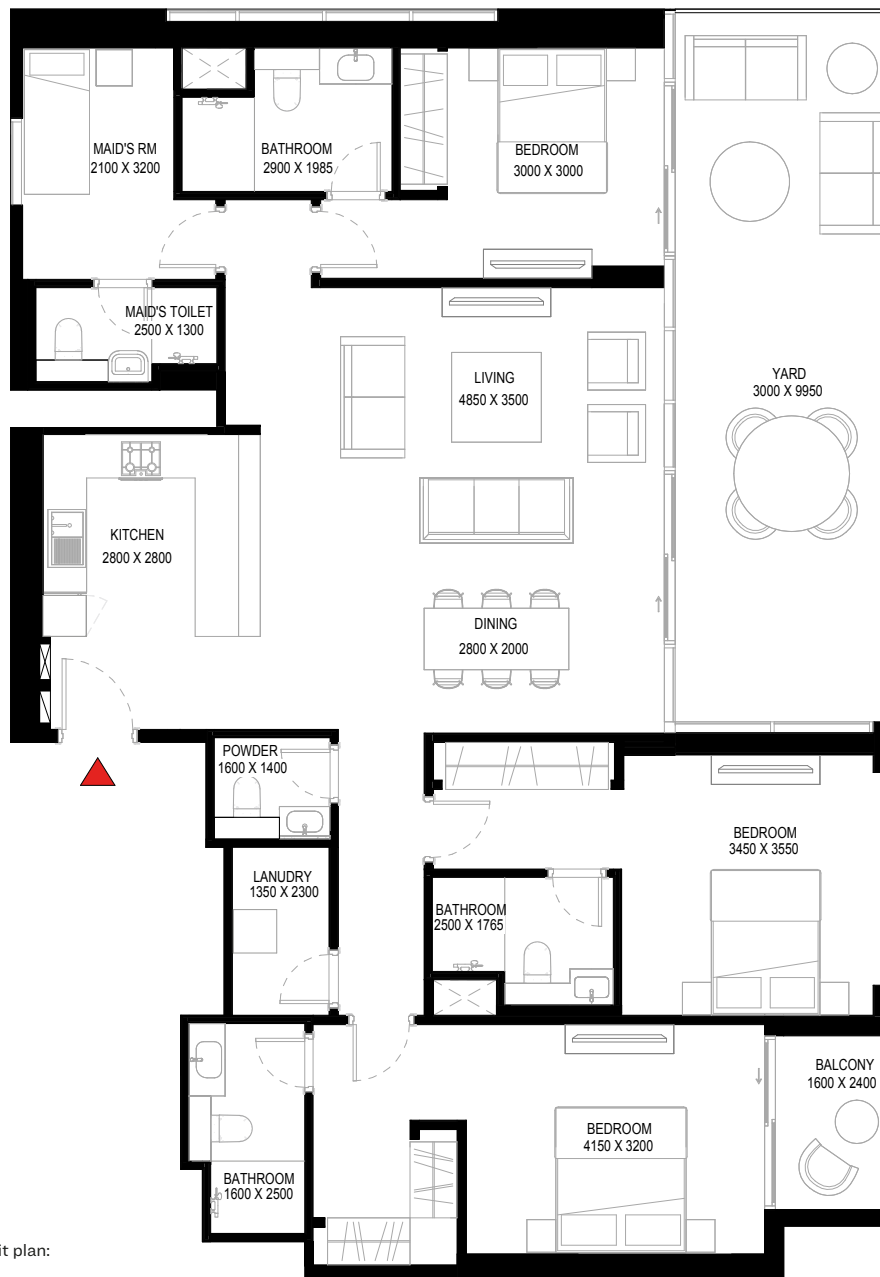 MAID'S RM
2100 X 3200
BATHROOM
2900 X 1985
BEDROOM
3000 X 3000
MAID'S TOILET
2500 X 1300
LIVING
4850 X 3500
YARD
3000 X 9950
KITCHEN
2800 X 2800
DINING
2800 X 2000
POWDER
1600 X 1400
BEDROOM
3450 X 3550
LANUDRY
1350 X 2300
BATHROOM
2500 X 1765
BALCONY
1600 X 2400
BEDROOM
4150 X 3200
BATHROOM
1600 X 2500
it plan: